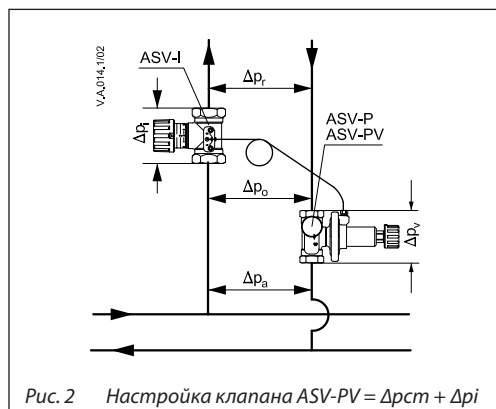 V.A.014.1/02
ASV-I
Δpᵣ
ASV-P
ASV-PV
Δpᵢ
Δpₒ
Δpᵥ
Δpₐ
Рис. 2 Настройка клапана ASV-PV = Δpcm + Δpi